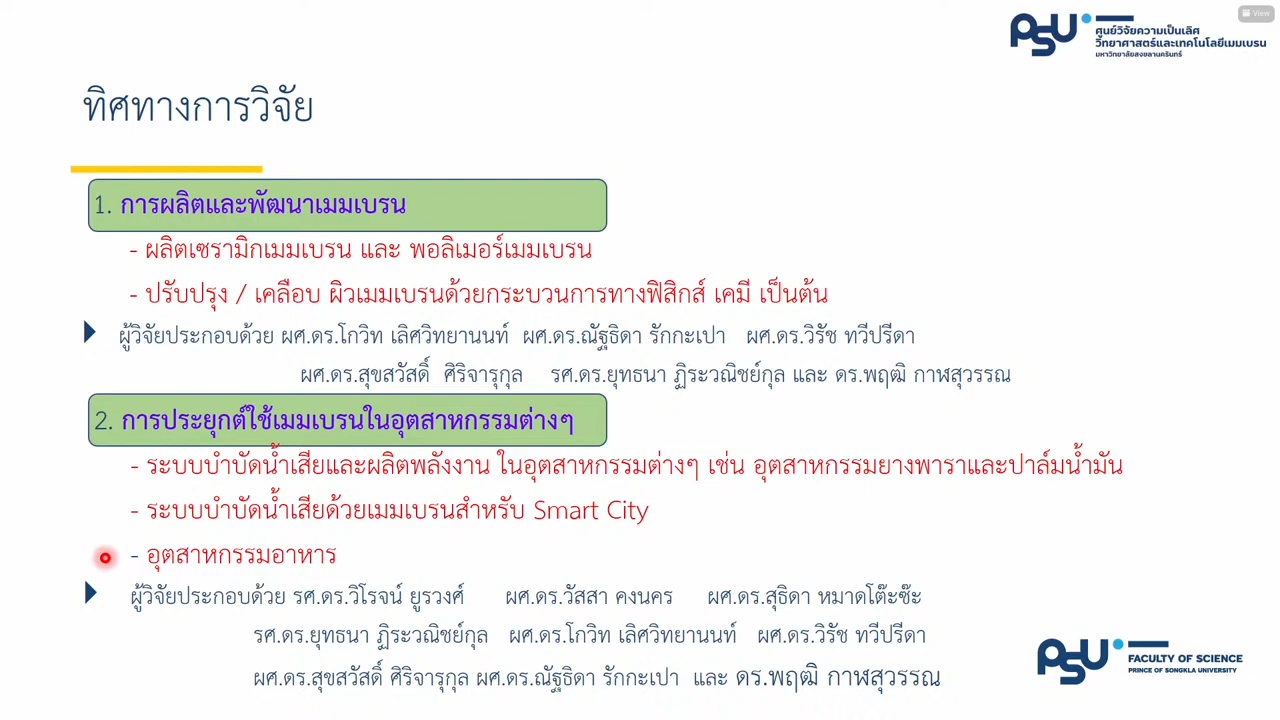 View
PSU
ศูนย์วิจัยความเป็นเลิศ
วิทยาศาสตร์และเทคโนโลยีเมมเบรน
มหาวิทยาลัยสงขลานครินทร์
ทิศทางการวิจัย
1. การผลิตและพัฒนาเมมเบรน
- ผลิตเซรามิกเมมเบรน และ พอลิเมอร์เมมเบรน
- ปรับปรุง / เคลือบ ผิวเมมเบรนด้วยกระบวนการทางฟิสิกส์ เคมี เป็นต้น
ผู้วิจัยประกอบด้วย ผศ.ดร.โกวิท เลิศวิทยานนท์ ผศ.ดร.ณัฐธิดา รักกะเปา ผศ.ดร.วิรัช ทวีปรีดา
ผศ.ดร.สุขสวัสดิ์ ศิริจารุกุล รศ.ดร.ยุทธนา ฏิระวณิชย์กุล และ ดร.พฤฒิ กาฬสุวรรณ
2. การประยุกต์ใช้เมมเบรนในอุตสาหกรรมต่างๆ
- ระบบบำบัดน้ำเสียและผลิตพลังงาน ในอุตสาหกรรมต่างๆ เช่น อุตสาหกรรมยางพาราและปาล์มน้ำมัน
- ระบบบำบัดน้ำเสียด้วยเมมเบรนสำหรับ Smart City
- อุตสาหกรรมอาหาร
ผู้วิจัยประกอบด้วย รศ.ดร.วิโรจน์ ยูรวงศ์ ผศ.ดร.วัสสา คงนคร ผศ.ดร.สุธิดา หมาดโต๊ะซ๊ะ
รศ.ดร.ยุทธนา ฏิระวณิชย์กุล ผศ.ดร.โกวิท เลิศวิทยานนท์ ผศ.ดร.วิรัช ทวีปรีดา
ผศ.ดร.สุขสวัสดิ์ ศิริจารุกุล ผศ.ดร.ณัฐธิดา รักกะเปา และ ดร.พฤฒิ กาฬสุวรรณ
PSU
FACULTY OF SCIENCE
PRINCE OF SONGKLA UNIVERSITY